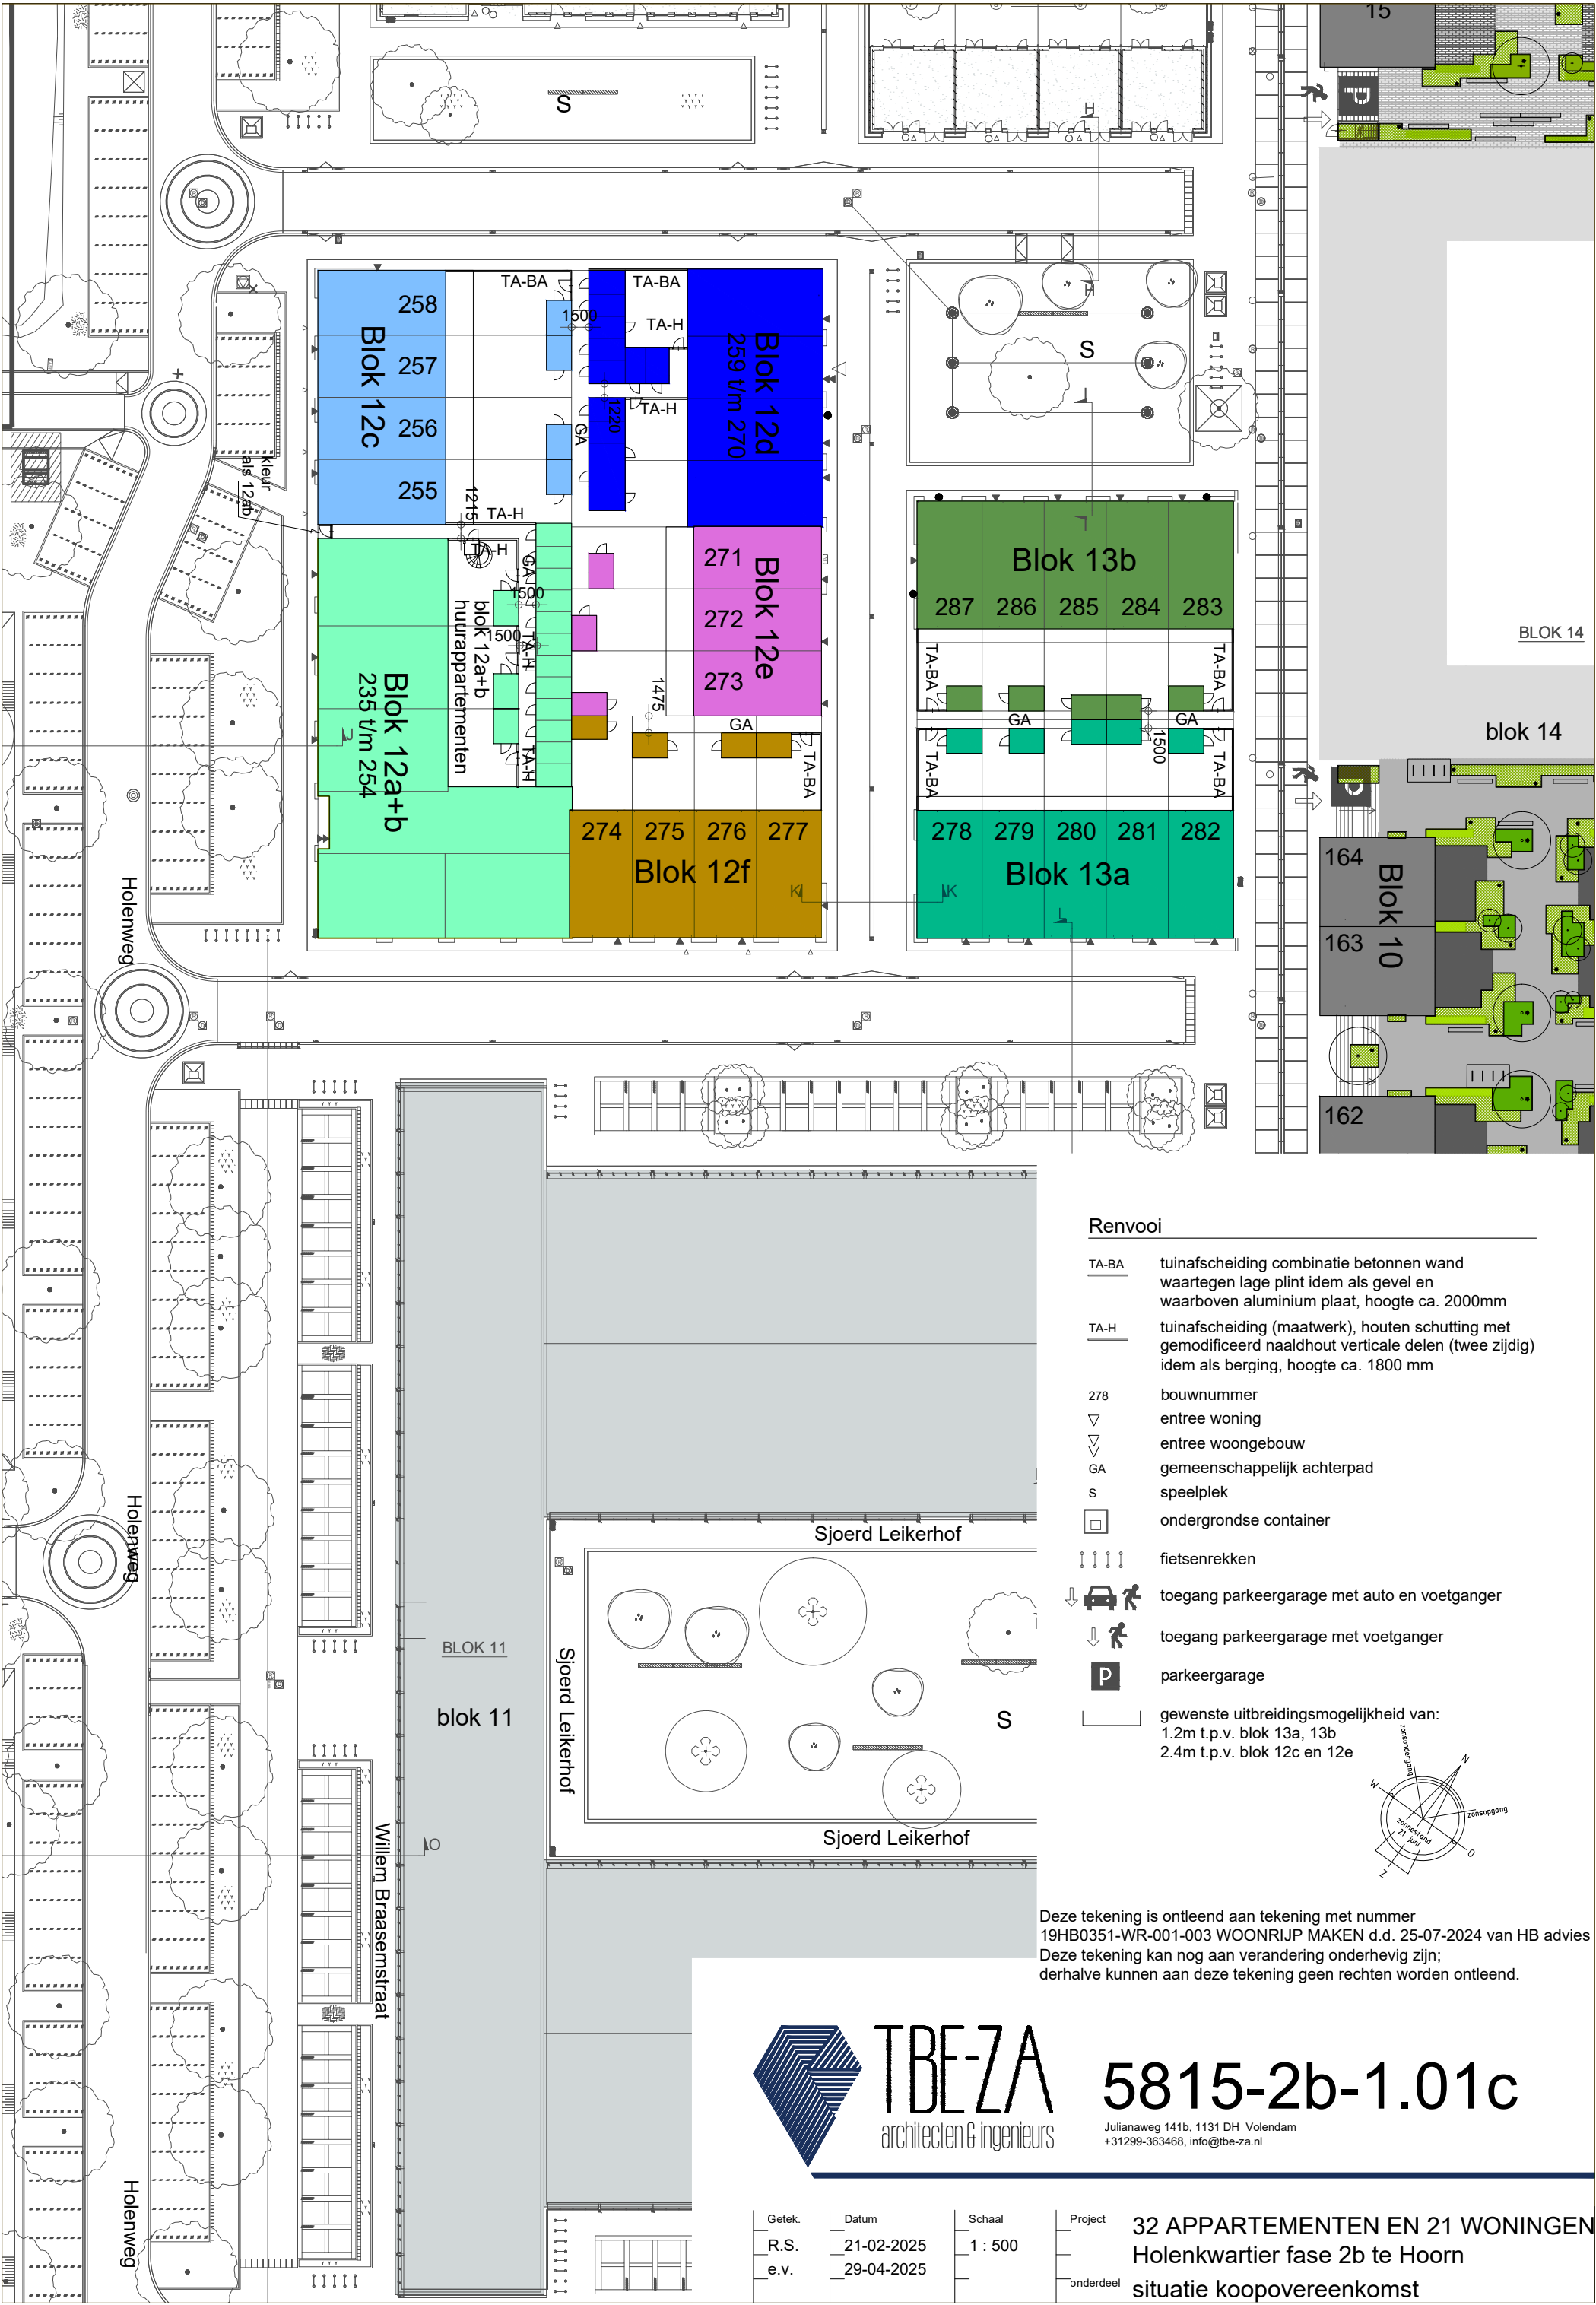 15
P
S
H
TA-BA
TA-BA
258
1500
TA-H
H
Blok 12c
257
Blok 12d
259 t/m 270
S
256
GA
1220
TA-H
kleur
als 12ab
255
1215
TA-H
TA-H
GA
271
Blok 12e
Blok 13b
1500
287
286
285
284
283
272
blok 12a+b
huurappartementen
1500
TA-H
BLOK 14
TA-BA
TA-BA
Blok 12a+b
235 t/m 254
273
1475
GA
GA
GA
blok 14
1500
TA-H
TA-BA
TA-BA
TA-BA
P
274
275
276
277
278
279
280
281
282
164
Blok 12f
Blok 13a
Blok 10
K
K
L
Holenweg
163
162
Renvooi
TA-BA tuinafscheiding combinatie betonnen wand
waartegen lage plint idem als gevel en
waarboven aluminium plaat, hoogte ca. 2000mm
TA-H tuinafscheiding (maatwerk), houten schutting met
gemodificeerd naaldhout verticale delen (twee zijdig)
idem als berging, hoogte ca. 1800 mm
278 bouwnummer
entree woning
entree woongebouw
GA gemeenschappelijk achterpad
S speelplek
ondergrondse container
fietsenrekken
toegang parkeergarage met auto en voetganger
toegang parkeergarage met voetganger
P parkeergarage
gewenste uitbreidingsmogelijkheid van:
1.2m t.p.v. blok 13a, 13b
2.4m t.p.v. blok 12c en 12e
zonsondergang
N
W
zonsopgang
zonnestand
21 juni
O
Z
Holenweg
Sjoerd Leikerhof
BLOK 11
blok 11
Sjoerd Leikerhof
S
Sjoerd Leikerhof
O
Willem Braasemstraat
Holenweg
Deze tekening is ontleend aan tekening met nummer
19HB0351-WR-001-003 WOONRIJP MAKEN d.d. 25-07-2024 van HB advies
Deze tekening kan nog aan verandering onderhevig zijn;
derhalve kunnen aan deze tekening geen rechten worden ontleend.
TBE-ZA
architecten & ingenieurs
5815-2b-1.01c
Julianaweg 141b, 1131 DH Volendam
+31299-363468, info@tbe-za.nl
Getek.
R.S.
e.v.
Datum
21-02-2025
29-04-2025
Schaal
1 : 500
Project
32 APPARTEMENTEN EN 21 WONINGEN
Holenkwartier fase 2b te Hoorn
onderdeel
situatie koopovereenkomst